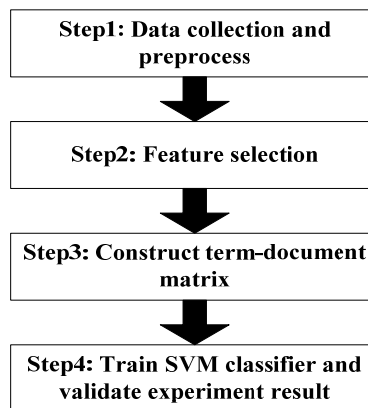 Step1: Data collection and
preprocess
Step2: Feature selection
Step3: Construct term-document
matrix
Step4: Train SVM classifier and
validate experiment result